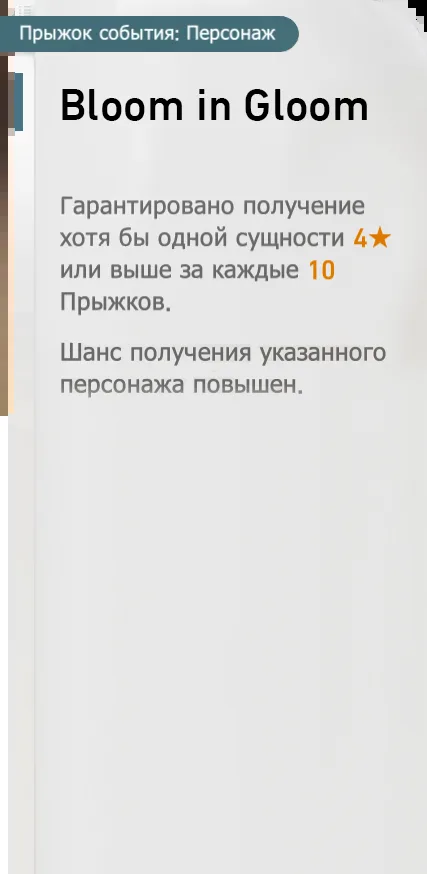 Прыжок события: Персонаж
Bloom in Gloom
Гарантировано получение
хотя бы одной сущности 4★
или выше за каждые 10
Прыжков.
Шанс получения указанного
персонажа повышен.